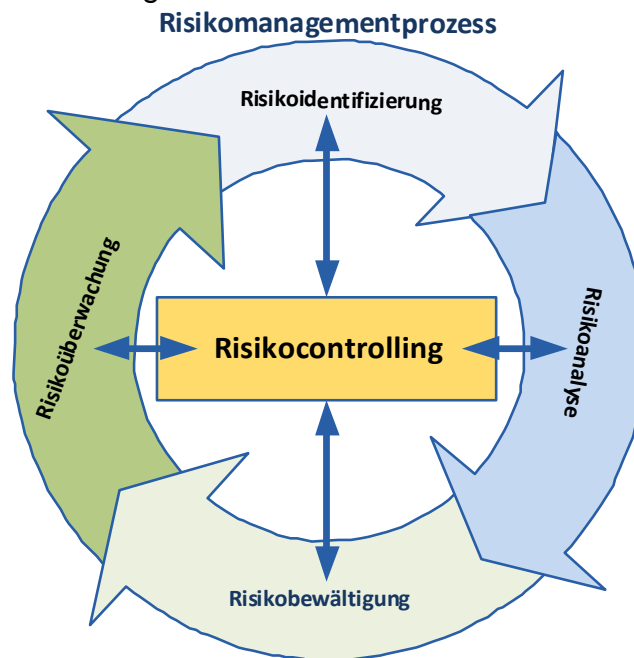 Risikomanagementprozess
Risikoidentifizierung
Risikoüberwachung
Risikocontrolling
Risikoanalyse
Risikobewältigung